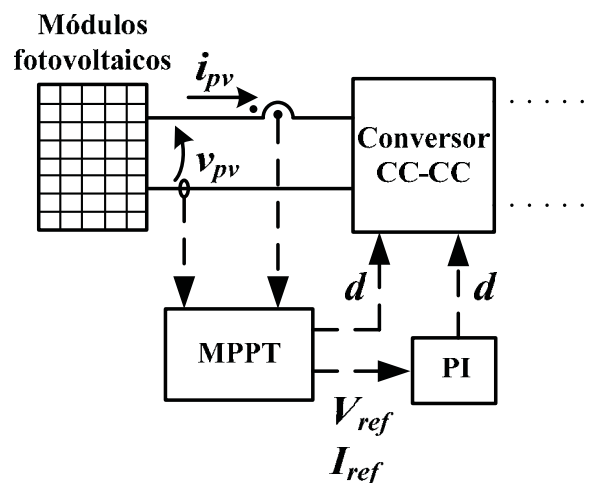 Módulos
fotovoltaicos
i_pv
v_pv
Conversor
CC-CC
d
d
MPPT
PI
V_ref
I_ref